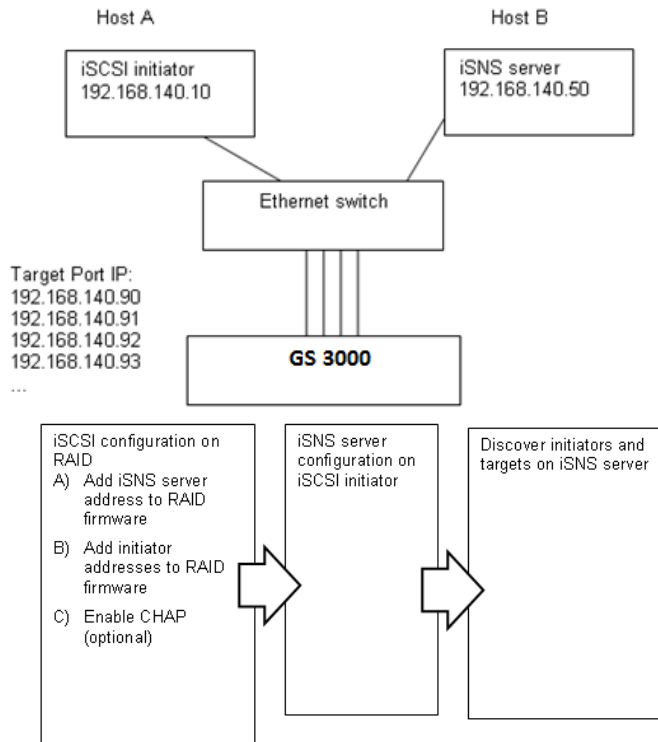 Host A
Host B
iSCSI initiator
192.168.140.10
iSNS server
192.168.140.50
Ethernet switch
Target Port IP:
192.168.140.90
192.168.140.91
192.168.140.92
192.168.140.93
...
GS 3000
iSCSI configuration on
RAID
A) Add iSNS server
address to RAID
firmware
B) Add initiator
addresses to RAID
firmware
C) Enable CHAP
(optional)
iSNS server
configuration on
iSCSI initiator
Discover initiators and
targets on iSNS server